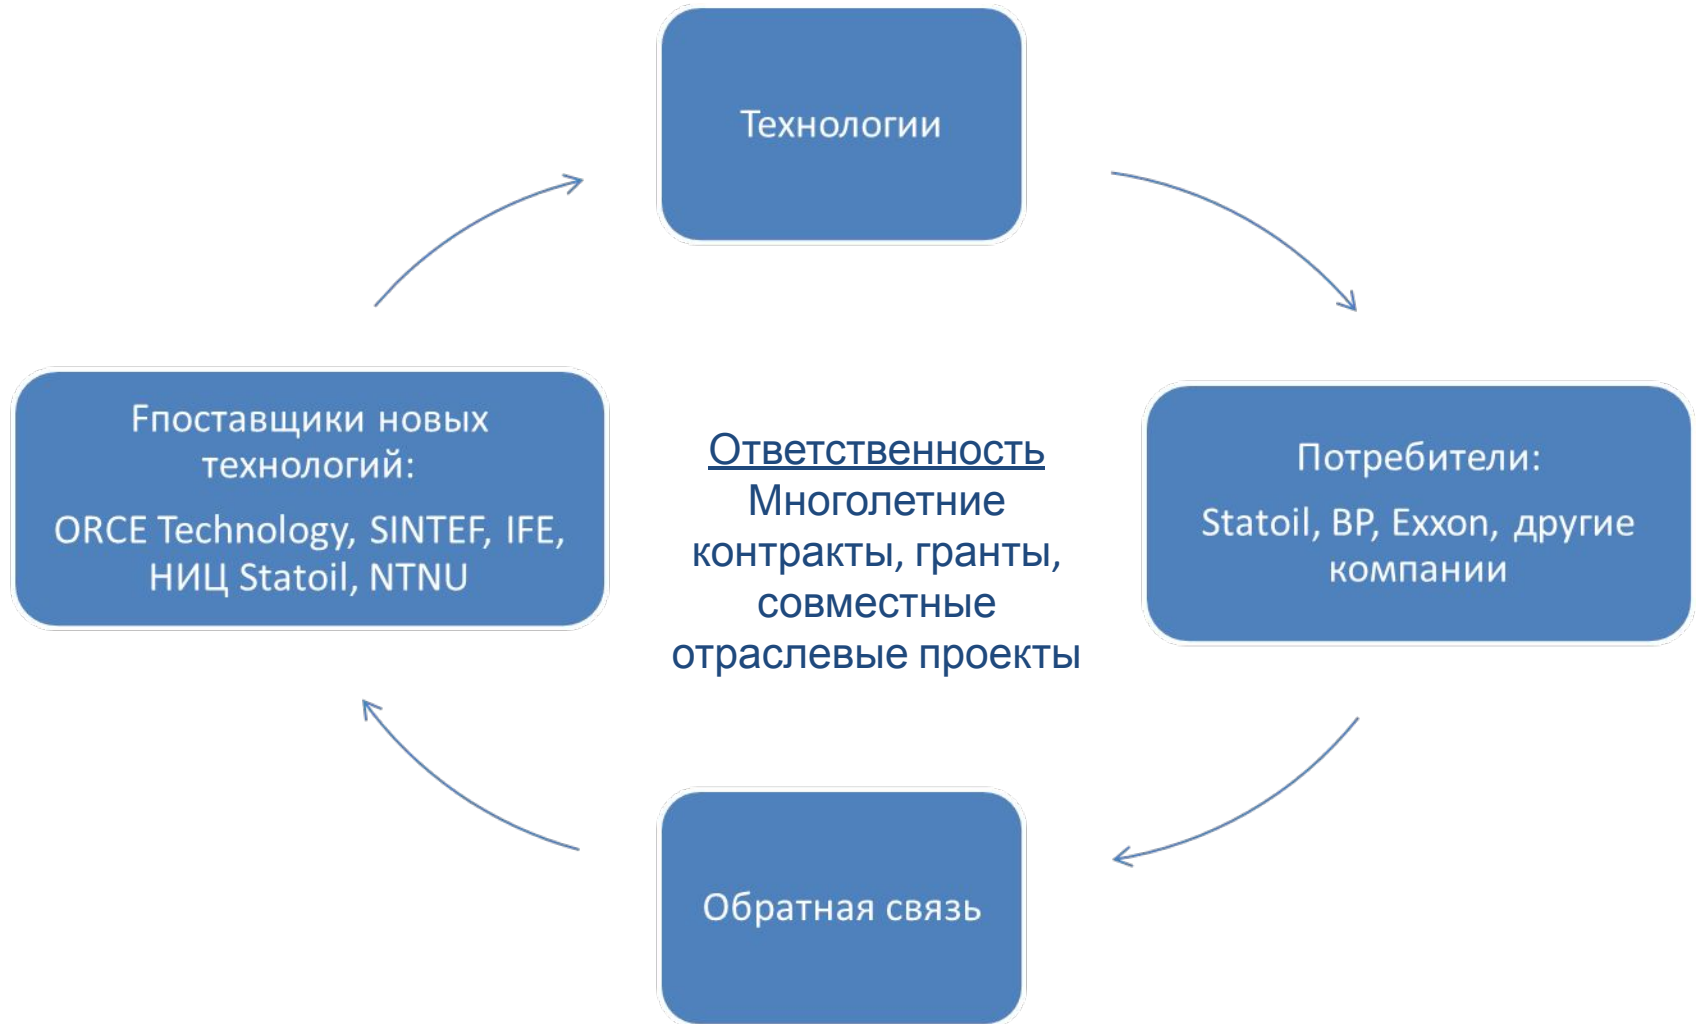 Технологии
Fпоставщики новых
технологий:
ORCE Technology, SINTEF, IFE,
НИЦ Statoil, NTNU
Ответственность
Многолетние
контракты, гранты,
совместные
отраслевые проекты
Потребители:
Statoil, BP, Exxon, другие
компании
Обратная связь